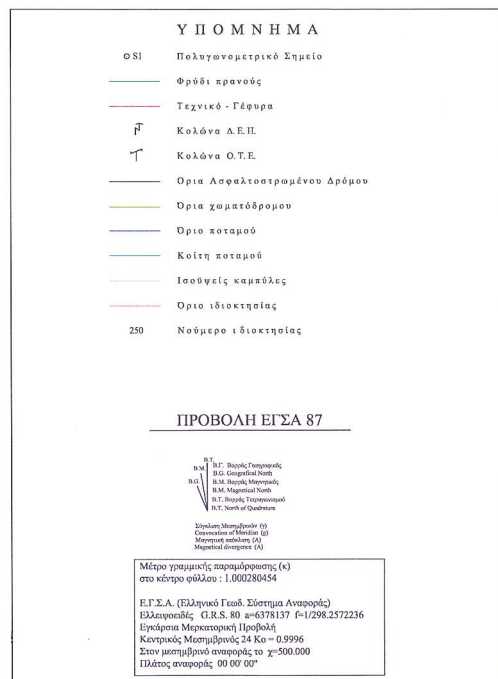 ΥΠΟΜΝΗΜΑ
S1 Πολυγωνομετρικό Σημείο
Φρύδι πρανούς
Τεχνικό - Γέφυρα
Κολώνα Δ.Ε.Η.
Κολώνα Ο.Τ.Ε.
Ορια Ασφαλτοστρωμένου Δρόμου
Όρια χωματόδρομου
Όριο ποταμού
Κοίτη ποταμού
Ισοϋψείς καμπύλες
Όριο ιδιοκτησίας
250 Νούμερο ιδιοκτησίας
ΠΡΟΒΟΛΗ ΕΓΣΑ 87
B.T.
B.M.
B.G.
Β.Γ. Βορράς Γεωγραφικός
B.G. Geografical North
Β.Μ. Βορράς Μαγνητικός
B.M. Magnetical North
Β.Τ. Βορράς Τετραγωνισμού
B.T. North of Quadrature
Σύγκλιση Μεσημβρινών (γ)
Convocation of Meridian (g)
Μαγνητική απόκλιση (Α)
Magnetical divergence (A)
Μέτρο γραμμικής παραμόρφωσης (κ)
στο κέντρο φύλλου : 1.000280454
Ε.Γ.Σ.Α. (Ελληνικό Γεωδ. Σύστημα Αναφοράς)
Ελλειψοειδές G.R.S. 80 a=6378137 f=1/298.2572236
Εγκάρσια Μερκατορική Προβολή
Κεντρικός Μεσημβρινός 24 Ko = 0.9996
Στον μεσημβρινό αναφοράς το χ=500.000
Πλάτος αναφοράς 00 00' 00"